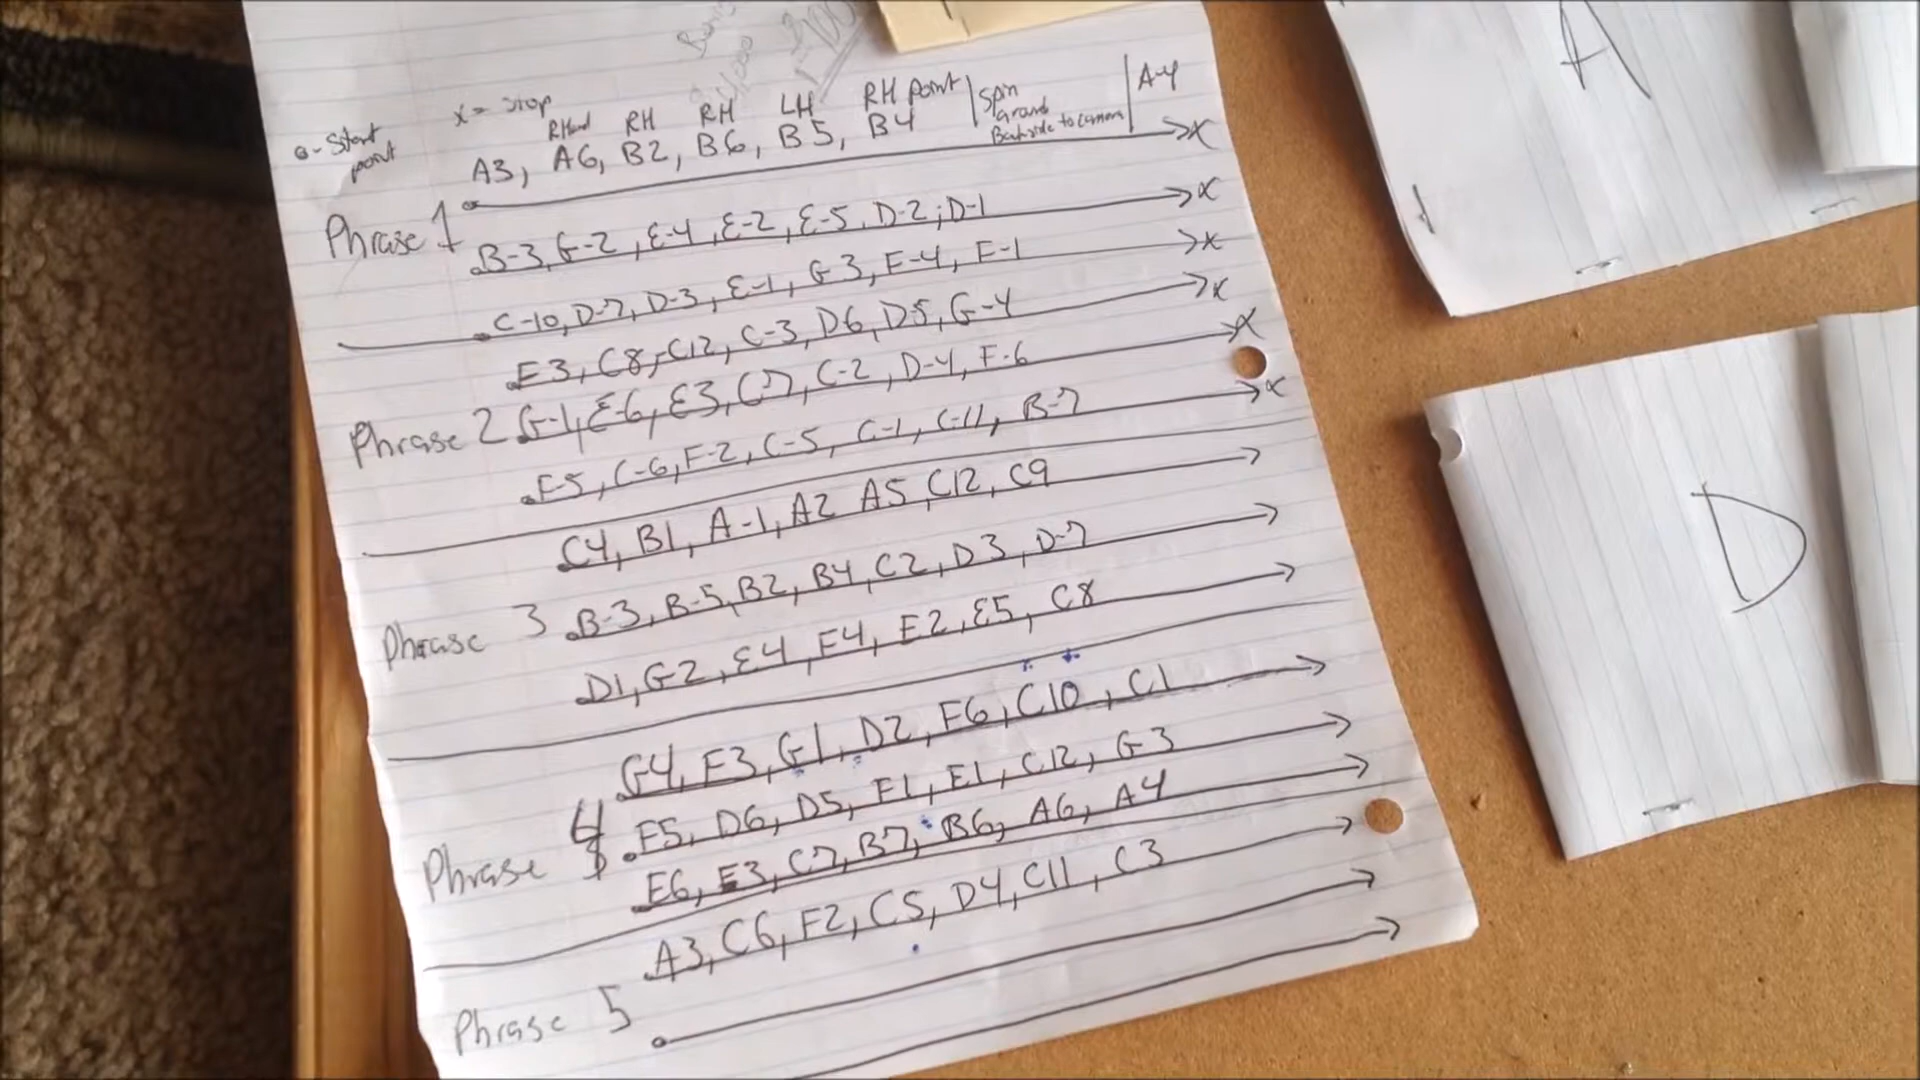 300
o- Start point
x = stop
RHand RH RH LH RH point | Spin around Backside to camera | A-4
A3, A6, B2, B6, B5, B4
Phrase 1
B-3, G-2, E-4, E-2, E-5, D-2, D-1
C-10, D-7, D-3, E-1, G3, F-4, F-1
F3, C8, C12, C-3, D6, D5, G-4
Phrase 2
G-1, E-6, E3, C7, C-2, D-4, F-6
F-5, C-6, F-2, C-5, C-1, C-11, B-7
C4, B1, A-1, A2 A5, C12, C9
Phrase 3
B-3, B-5, B2, B4, C2, D3, D-7
D1, G2, E4, F4, E2, E5, C8
G4, F3, G1, D2, F6, C10, C1
Phrase 4
F5, D6, D5, F1, E1, C12, G3
E6, E3, C7, B7, B6, A6, A4
A3, C6, F2, C5, D4, C11, C3
Phrase 5
A
D